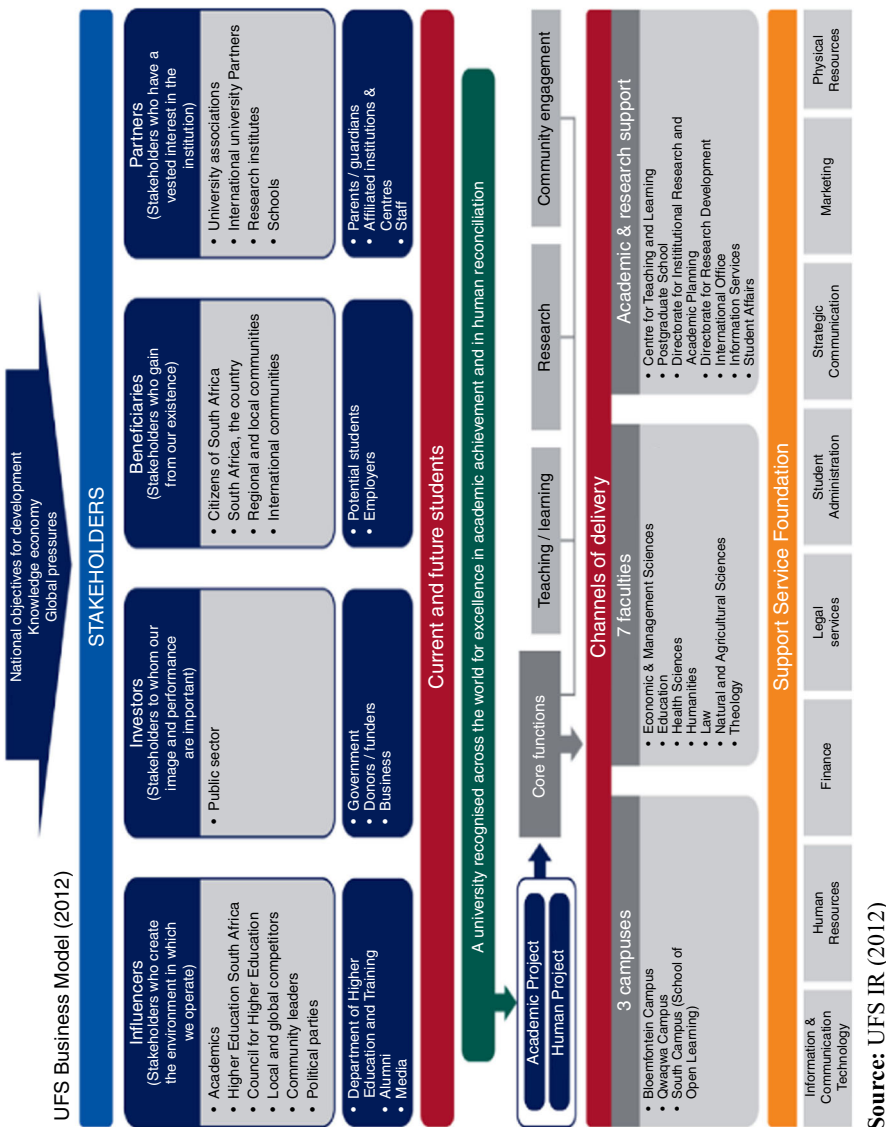 UFS Business Model (2012)
National objectives for development
Knowledge economy
Global pressures
STAKEHOLDERS
Influencers
(Stakeholders who create
the environment in which
we operate)
• Academics
• Higher Education South Africa
• Council for Higher Education
• Local and global competitors
• Community leaders
• Political parties
• Department of Higher
Education and Training
• Alumni
• Media
Investors
(Stakeholders to whom our
image and performance
are important)
• Public sector
• Government
• Donors / funders
• Business
Beneficiaries
(Stakeholders who gain
from our existence)
• Citizens of South Africa
• South Africa, the country
• Regional and local communities
• International communities
• Potential students
• Employers
Partners
(Stakeholders who have a
vested interest in the
institution)
• University associations
• International university Partners
• Research institutes
• Schools
• Parents / guardians
• Affiliated institutions &
Centres
• Staff
Current and future students
A university recognised across the world for excellence in academic achievement and in human reconciliation
Academic Project
Human Project
Core functions
Teaching / learning
Research
Community engagement
Channels of delivery
3 campuses
• Bloemfontein Campus
• Qwaqwa Campus
• South Campus (School of
Open Learning)
7 faculties
• Economic & Management Sciences
• Education
• Health Sciences
• Humanities
• Law
• Natural and Agricultural Sciences
• Theology
Academic & research support
• Centre for Teaching and Learning
• Postgraduate School
• Directorate for Instititutional Research and
Academic Planning
• Directorate for Research Development
• International Office
• Information Services
• Student Affairs
Support Service Foundation
Information &
Communication
Technology
Human
Resources
Finance
Legal
services
Student
Administration
Strategic
Communication
Marketing
Physical
Resources
Source: UFS IR (2012)